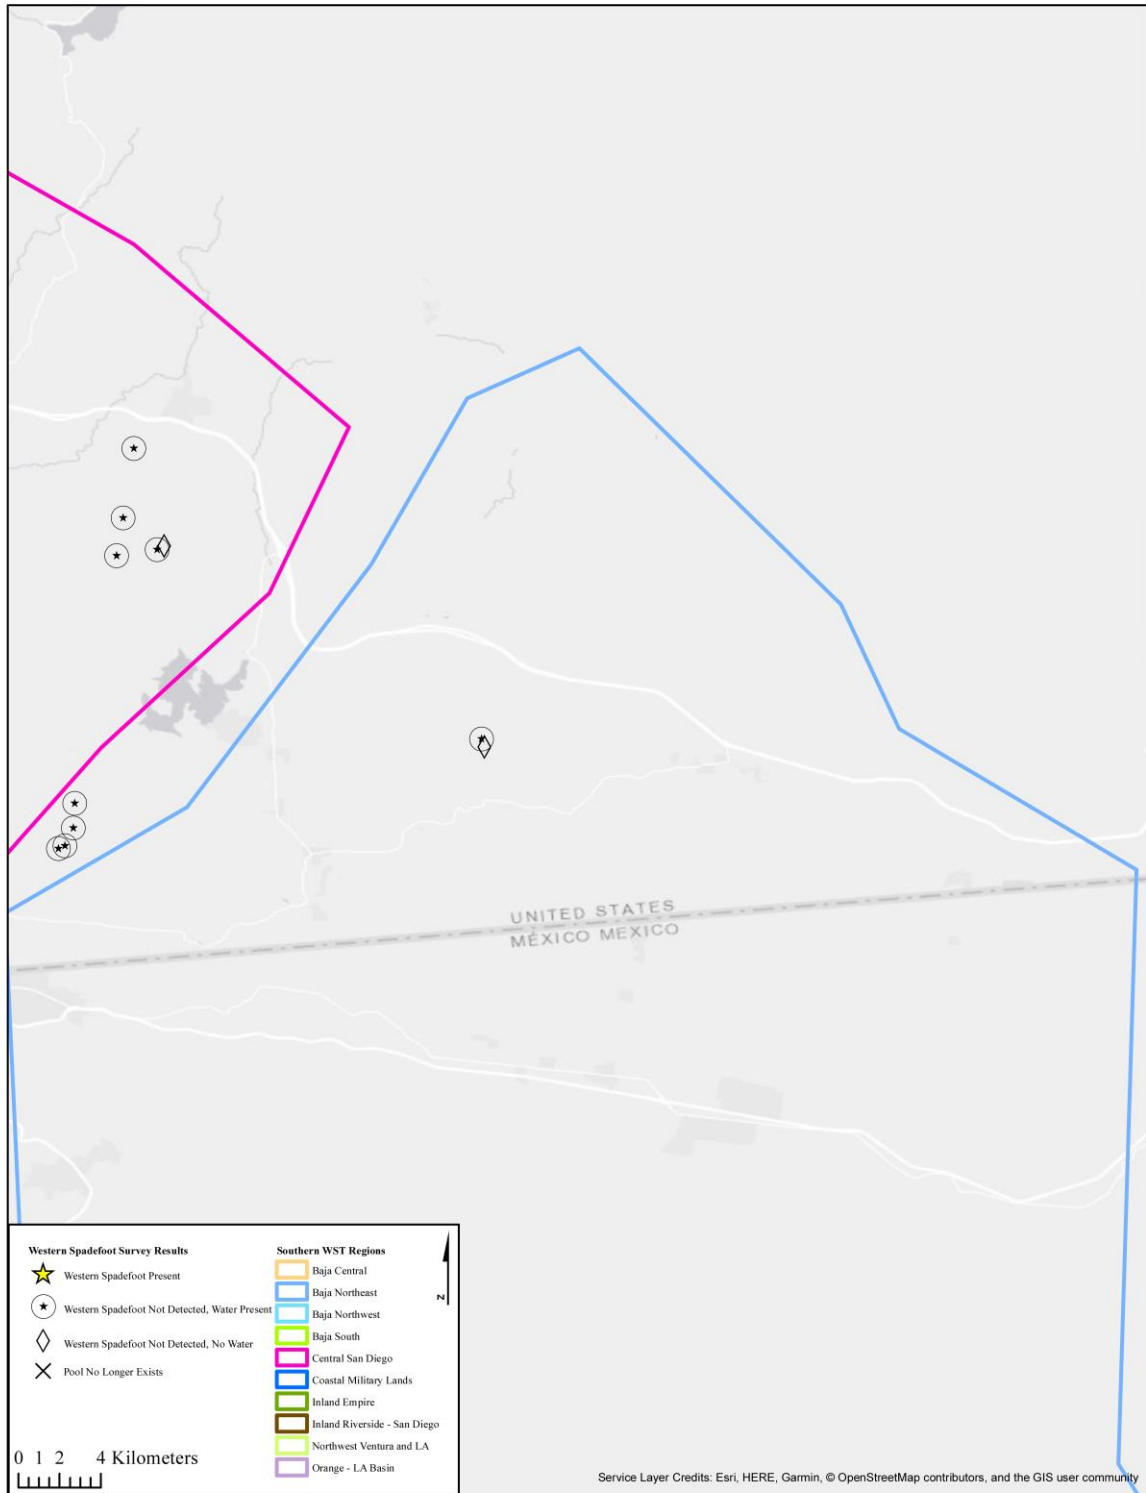 UNITED STATES
MÉXICO MEXICO
Western Spadefoot Survey Results
Western Spadefoot Present
Western Spadefoot Not Detected, Water Present
Western Spadefoot Not Detected, No Water
Pool No Longer Exists
0 1 2 4 Kilometers
Southern WST Regions
Baja Central
Baja Northeast
Baja Northwest
Baja South
Central San Diego
Coastal Military Lands
Inland Empire
Inland Riverside - San Diego
Northwest Ventura and LA
Orange - LA Basin
N
Service Layer Credits: Esri, HERE, Garmin, © OpenStreetMap contributors, and the GIS user community